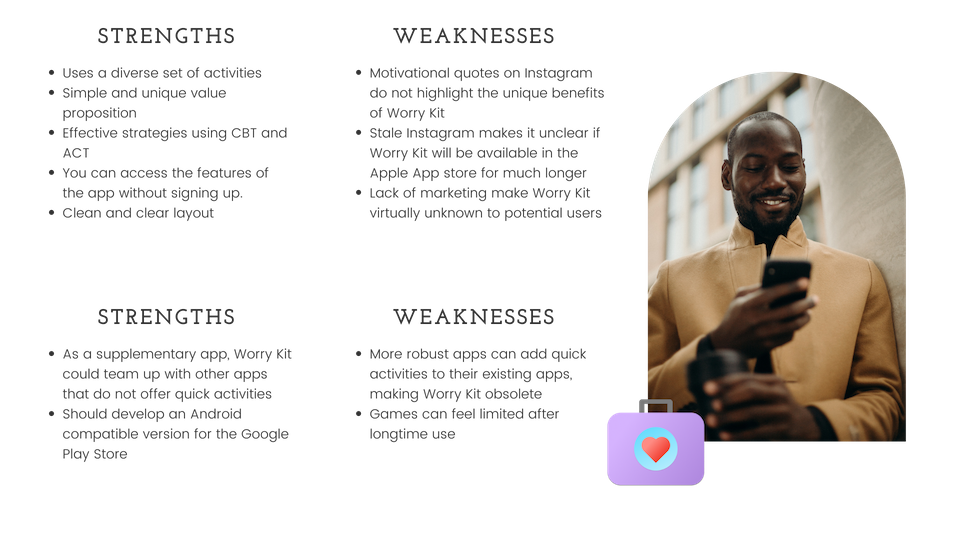 STRENGTHS
Uses a diverse set of activities
Simple and unique value
proposition
Effective strategies using CBT and
ACT
You can access the features of
the app without signing up.
Clean and clear layout
WEAKNESSES
Motivational quotes on Instagram
do not highlight the unique benefits
of Worry Kit
Stale Instagram makes it unclear if
Worry Kit will be available in the
Apple App store for much longer
Lack of marketing make Worry Kit
virtually unknown to potential users
STRENGTHS
As a supplementary app, Worry Kit
could team up with other apps
that do not offer quick activities
Should develop an Android
compatible version for the Google
Play Store
WEAKNESSES
More robust apps can add quick
activities to their existing apps,
making Worry Kit obsolete
Games can feel limited after
longtime use